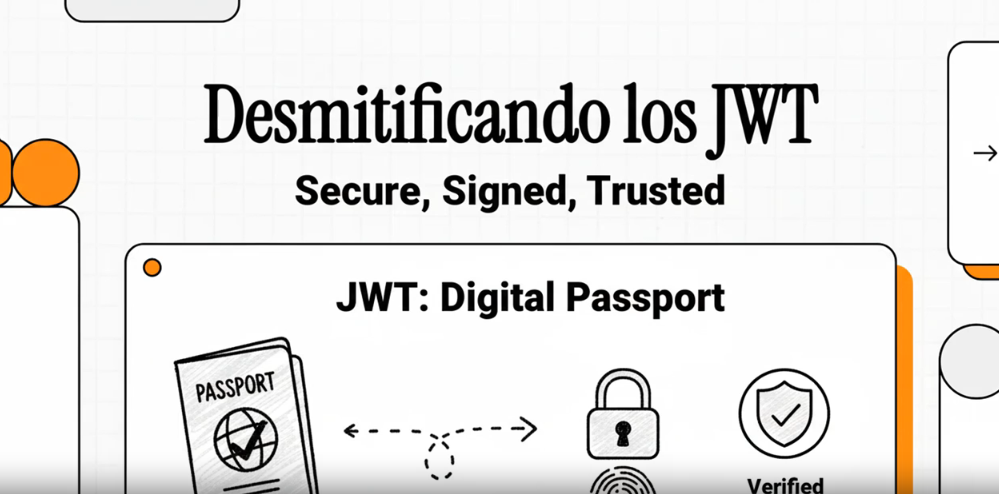 Desmitificando los JWT
Secure, Signed, Trusted
JWT: Digital Passport
PASSPORT
Verified